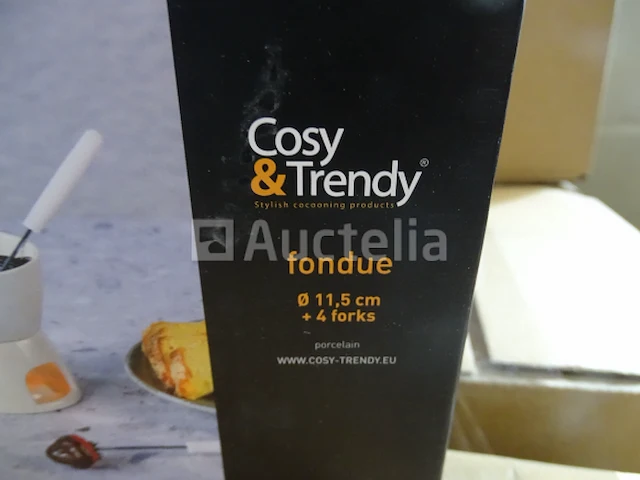 Cosy
&Trendy®
Stylish cocooning products
Auctelia
fondue
Ø 11,5 cm
+ 4 forks
porcelain
WWW.COSY-TRENDY.EU